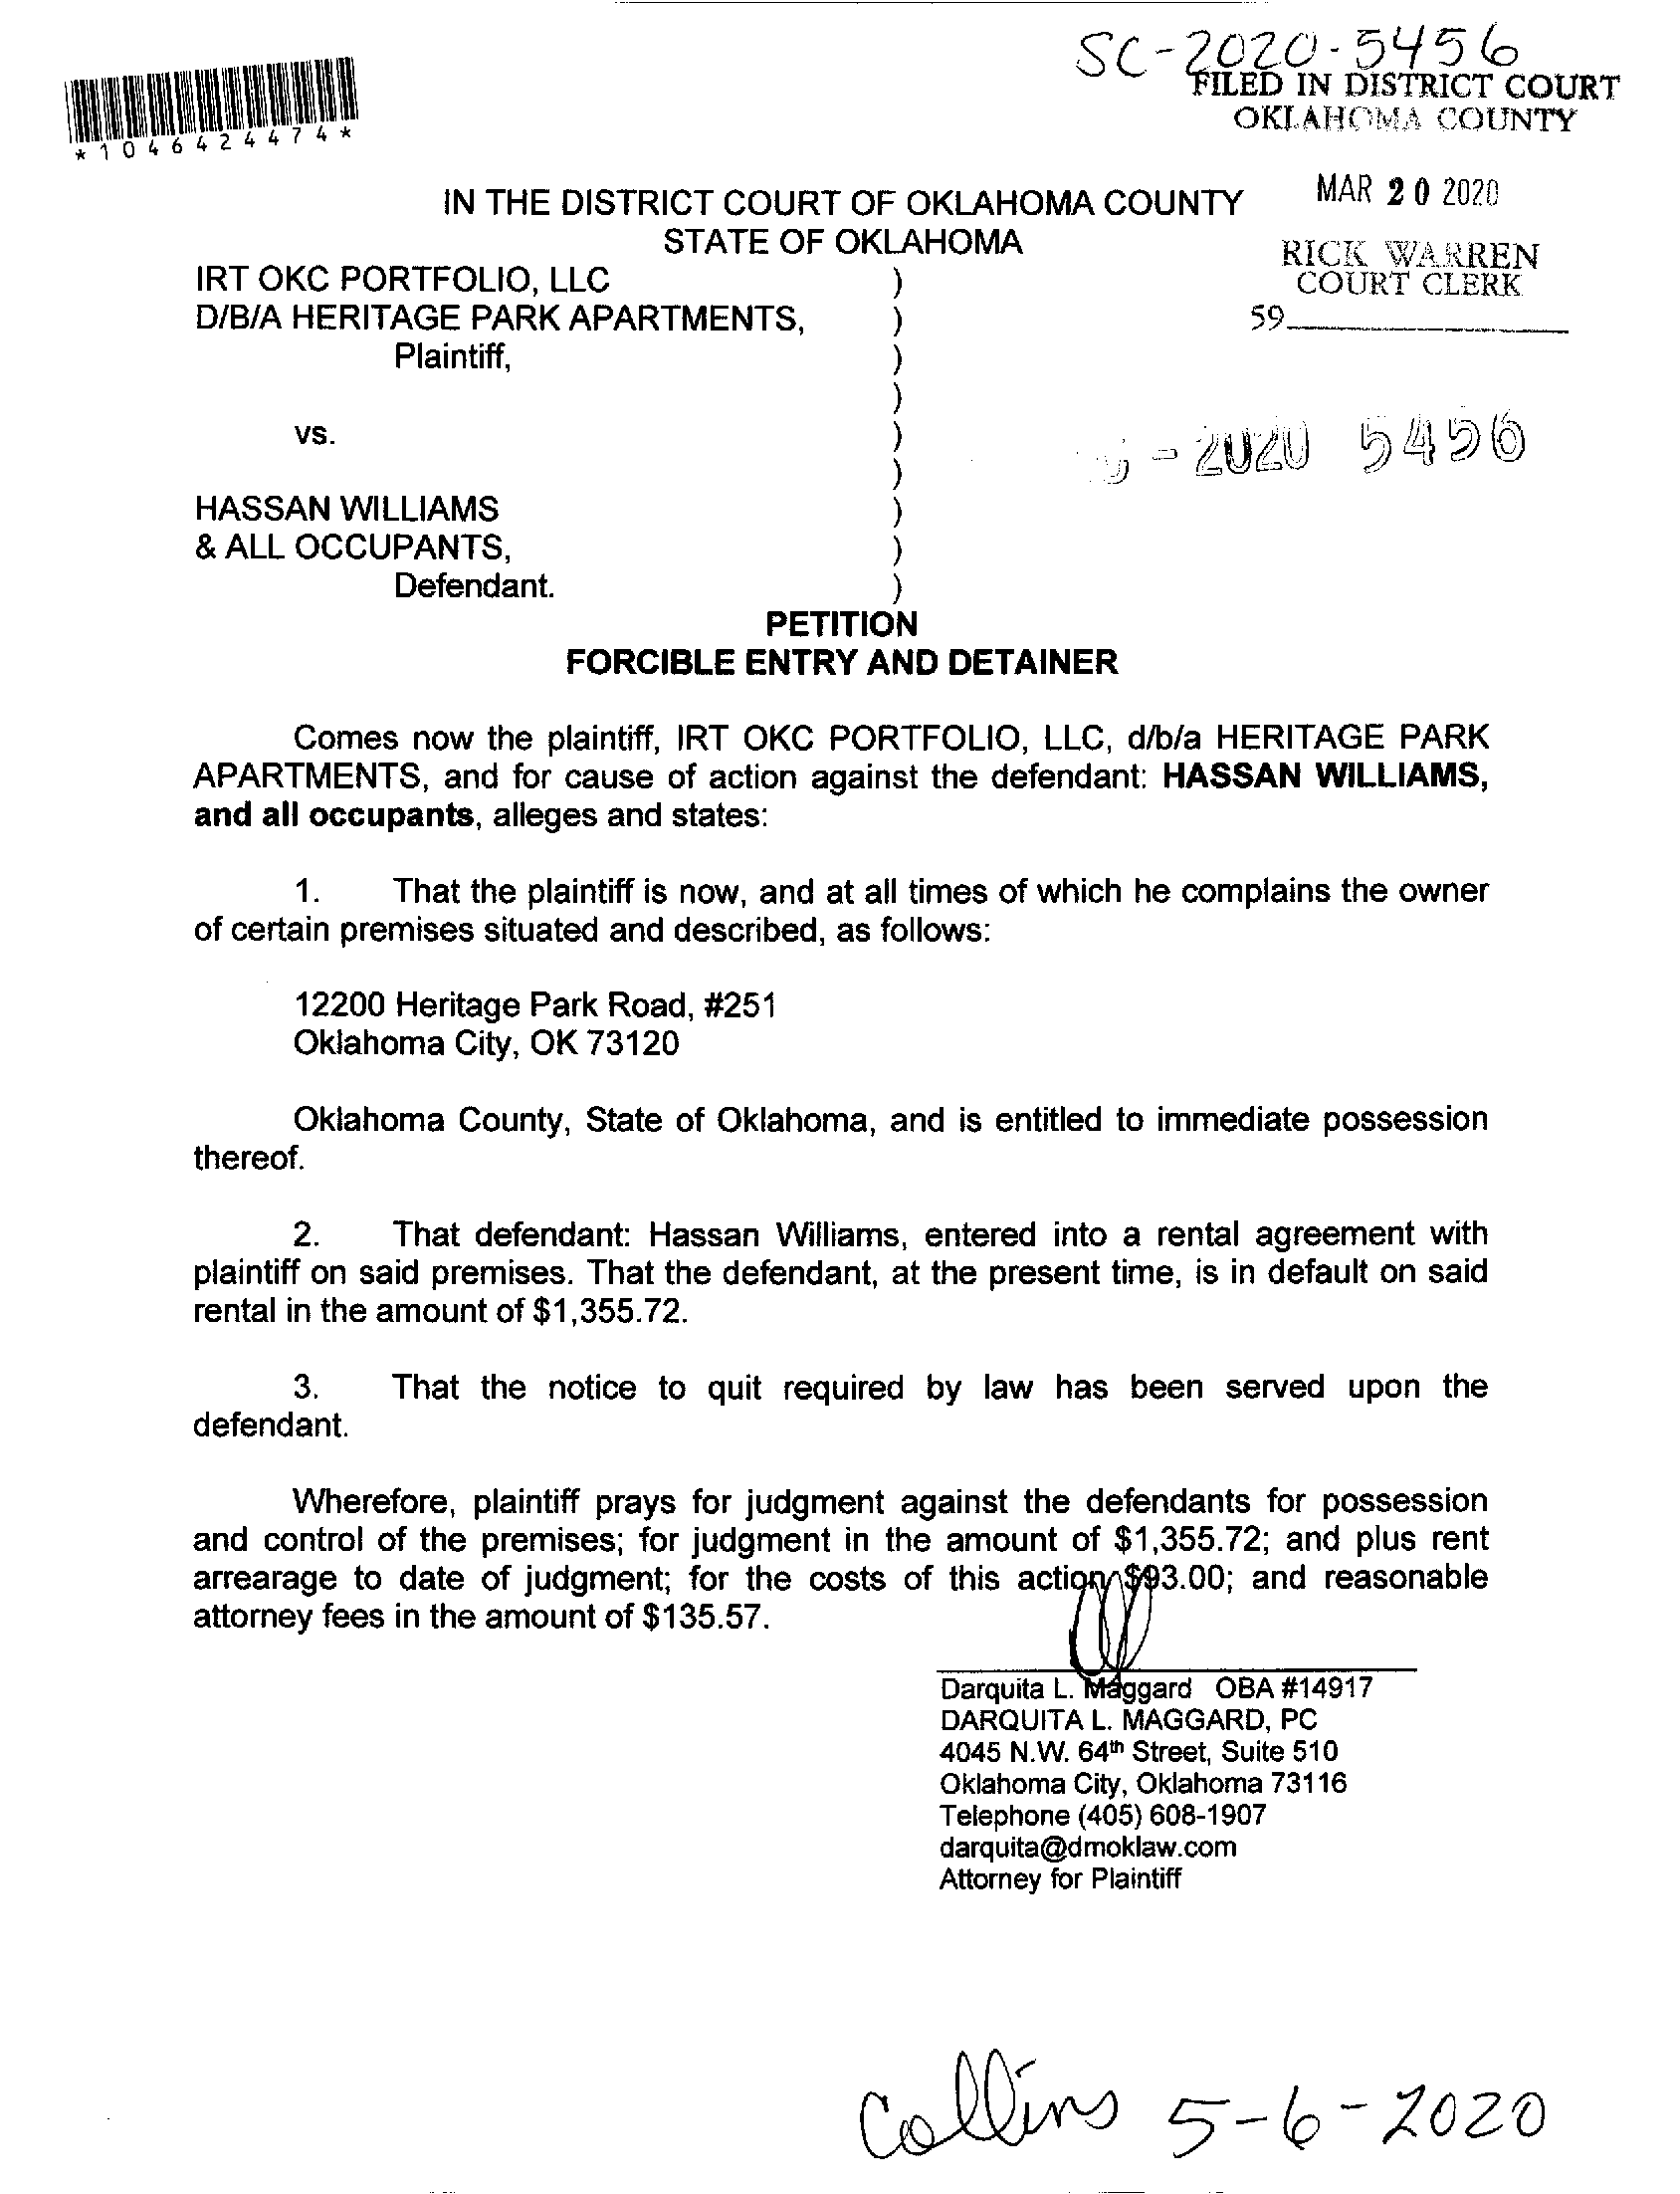 SC-2020-5456
FILED IN DISTRICT COURT
OKLAHOMA COUNTY
*1046424474*
MAR 20 2020
IN THE DISTRICT COURT OF OKLAHOMA COUNTY
STATE OF OKLAHOMA
RICK WARREN
COURT CLERK
59
IRT OKC PORTFOLIO, LLC )
D/B/A HERITAGE PARK APARTMENTS, )
Plaintiff, )
)
vs. )
)
- 2020 5456
HASSAN WILLIAMS )
& ALL OCCUPANTS, )
Defendant. )
PETITION
FORCIBLE ENTRY AND DETAINER
Comes now the plaintiff, IRT OKC PORTFOLIO, LLC, d/b/a HERITAGE PARK
APARTMENTS, and for cause of action against the defendant: HASSAN WILLIAMS,
and all occupants, alleges and states:
1. That the plaintiff is now, and at all times of which he complains the owner
of certain premises situated and described, as follows:
12200 Heritage Park Road, #251
Oklahoma City, OK 73120
Oklahoma County, State of Oklahoma, and is entitled to immediate possession
thereof.
2. That defendant: Hassan Williams, entered into a rental agreement with
plaintiff on said premises. That the defendant, at the present time, is in default on said
rental in the amount of $1,355.72.
3. That the notice to quit required by law has been served upon the
defendant.
Wherefore, plaintiff prays for judgment against the defendants for possession
and control of the premises; for judgment in the amount of $1,355.72; and plus rent
arrearage to date of judgment; for the costs of this action $93.00; and reasonable
attorney fees in the amount of $135.57.
Darquita L. Maggard OBA #14917
DARQUITA L. MAGGARD, PC
4045 N.W. 64th Street, Suite 510
Oklahoma City, Oklahoma 73116
Telephone (405) 608-1907
darquita@dmoklaw.com
Attorney for Plaintiff
Collins 5-6-2020